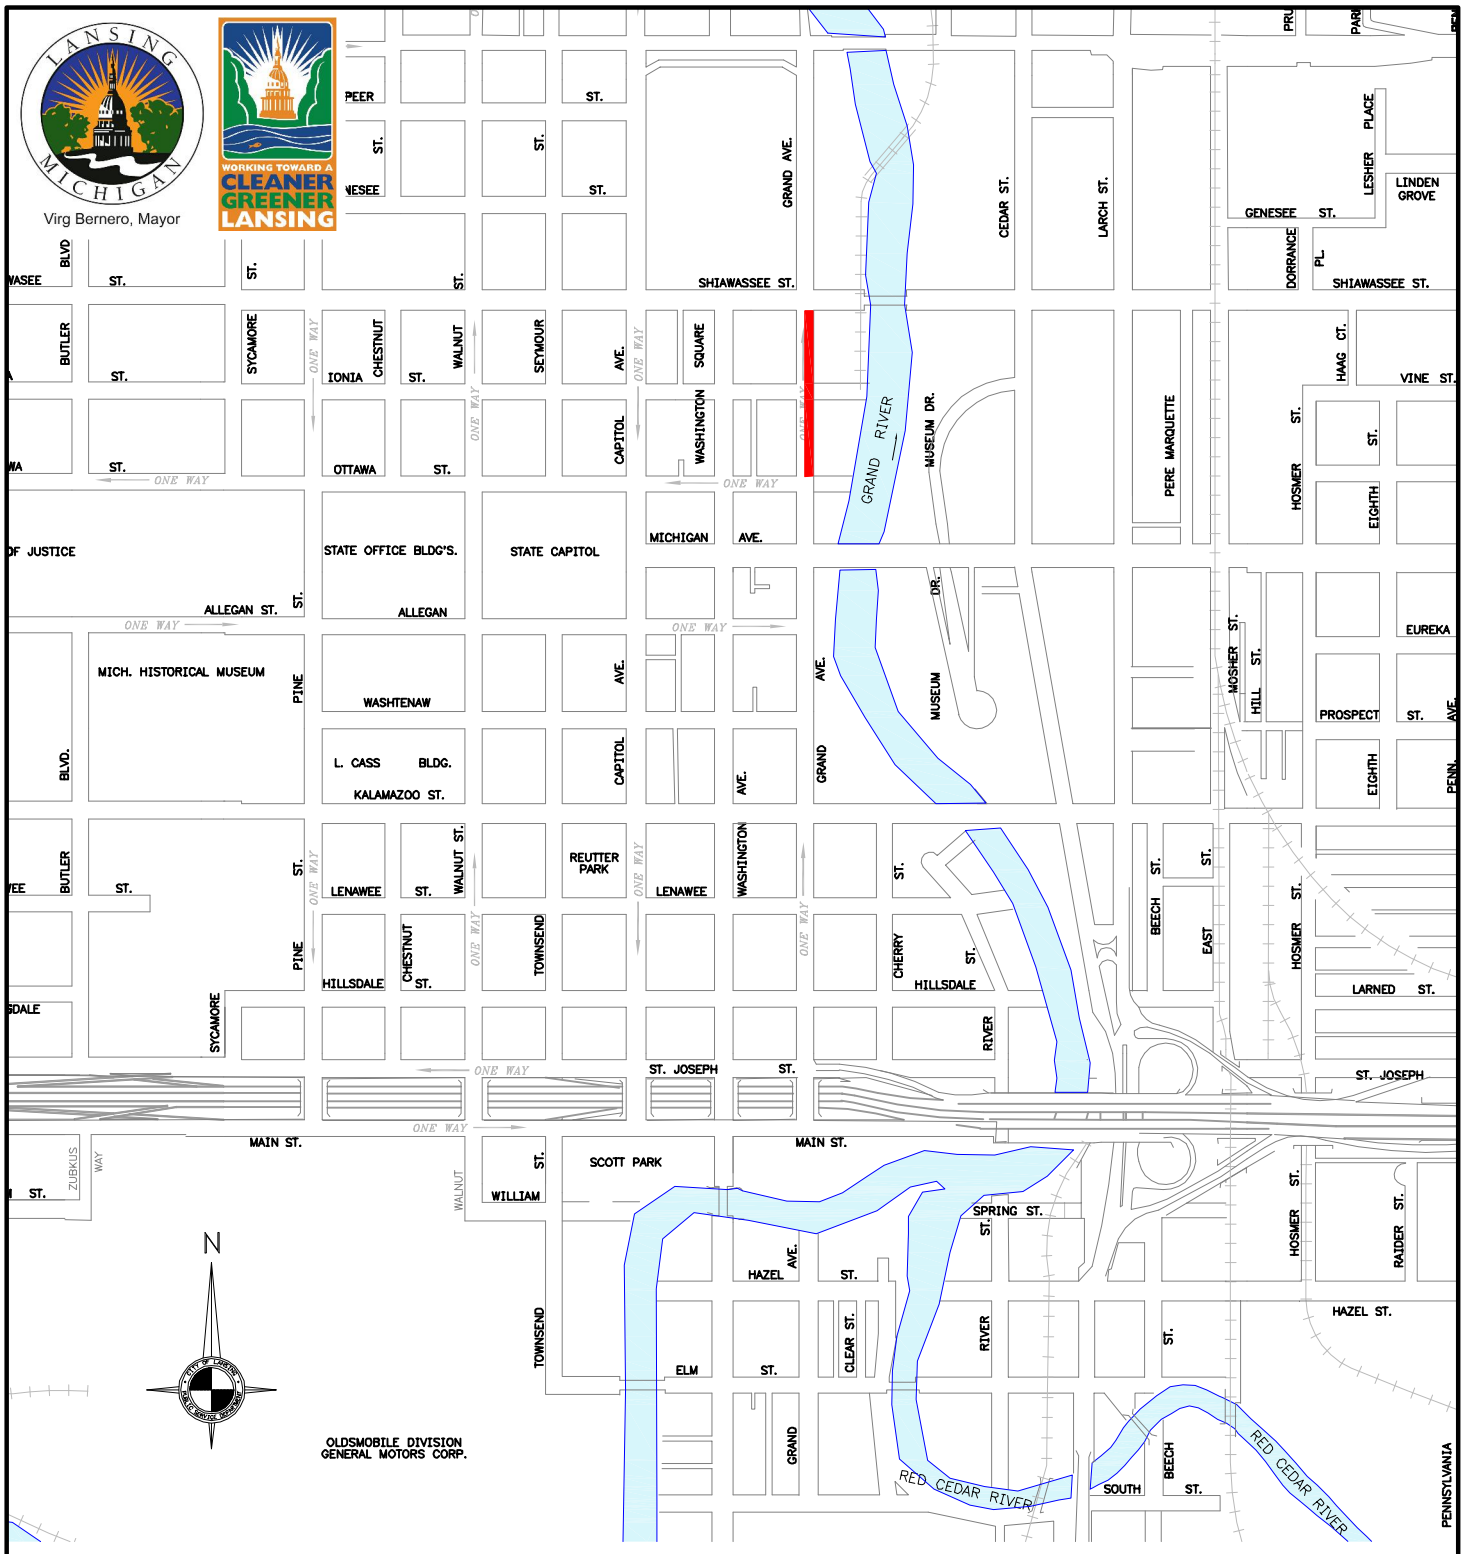 LANSING
MICHIGAN
Virg Bernero, Mayor
WORKING TOWARD A
CLEANER
GREENER
LANSING
PEER
ST.
ST.
ST.
NESEE
ST.
GRAND AVE.
CEDAR ST.
LARCH ST.
LESHER PLACE
LINDEN
GROVE
GENESEE ST.
DORRANCE
PL.
SHIAWASSEE ST.
SHIAWASSEE ST.
WASEE
ST.
BLVD
ST.
ST.
BUTLER
SYCAMORE
ONE WAY
CHESTNUT
WALNUT
ONE WAY
SEYMOUR
AVE.
ONE WAY
SQUARE
ONE WAY
HAAG CT.
VINE ST.
ST.
IONIA
ST.
CAPITOL
WASHINGTON
GRAND RIVER
MUSEUM DR.
PERE MARQUETTE
HOSMER
ST.
EIGHTH
ST.
WA
ST.
OTTAWA
ST.
ONE WAY
ONE WAY
MICHIGAN AVE.
OF JUSTICE
STATE OFFICE BLDG'S.
STATE CAPITOL
ALLEGAN ST.
ALLEGAN
ST.
ONE WAY
ONE WAY
DR.
MOSHER ST.
HILL ST.
EUREKA
MICH. HISTORICAL MUSEUM
PINE
AVE.
AVE.
MUSEUM
WASHTENAW
PROSPECT ST.
AVE.
BLVD.
L. CASS BLDG.
KALAMAZOO ST.
CAPITOL
AVE.
GRAND
EIGHTH
PENN.
BUTLER
ST.
ST.
ONE WAY
WALNUT ST.
ONE WAY
REUTTER
PARK
ONE WAY
WASHINGTON
ONE WAY
ST.
BEECH ST.
ST.
EAST
HOSMER ST.
LENAWEE ST.
LENAWEE
PINE
CHESTNUT
TOWNSEND
CHERRY
ST.
HILLSDALE ST.
HILLSDALE
LARNED ST.
SYCAMORE
RIVER
ST. JOSEPH ST.
ONE WAY
ST. JOSEPH
ONE WAY
MAIN ST.
MAIN ST.
ZUBKUS
WAY
WALNUT
ST.
SCOTT PARK
WILLIAM
ST.
SPRING ST.
ST.
HOSMER ST.
RAIDER ST.
N
AVE.
HAZEL ST.
HAZEL ST.
TOWNSEND
CLEAR ST.
RIVER
ST.
ELM ST.
CITY OF LANSING
PUBLIC SERVICE DEPARTMENT
OLDSMOBILE DIVISION
GENERAL MOTORS CORP.
GRAND
RED CEDAR RIVER
SOUTH ST.
BEECH
RED CEDAR RIVER
PENNSYLVANIA